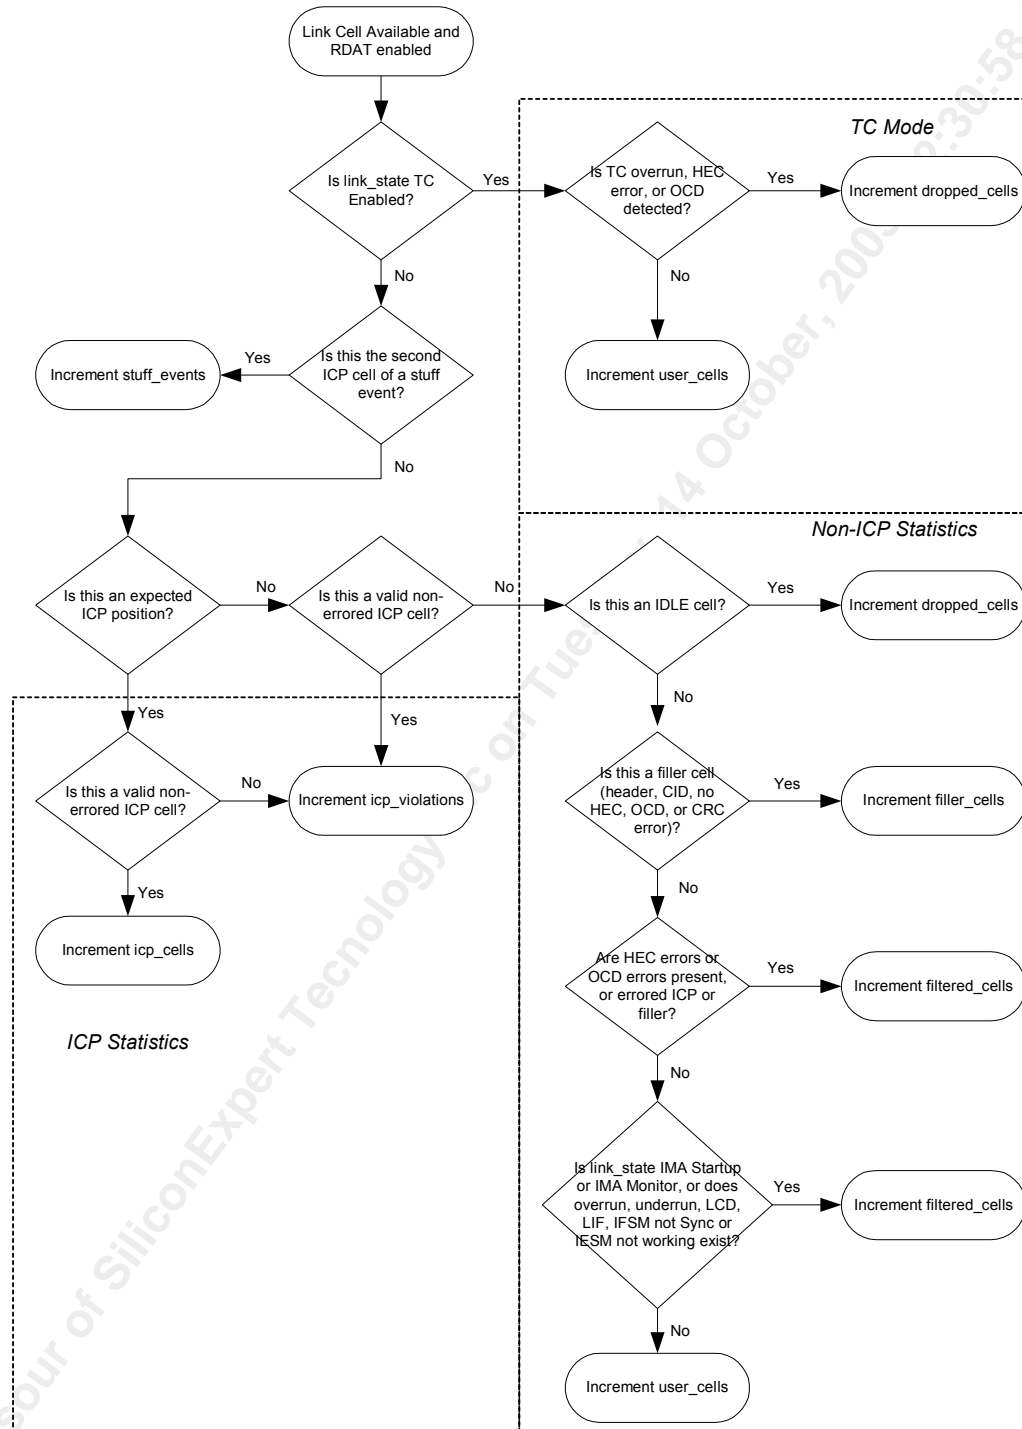 Link Cell Available and
RDAT enabled
TC Mode
Is link_state TC
Enabled?
Yes
Is TC overrun, HEC
error, or OCD
detected?
Yes
Increment dropped_cells
No
No
Increment stuff_events
Yes
Is this the second
ICP cell of a stuff
event?
Increment user_cells
No
Non-ICP Statistics
Is this an expected
ICP position?
No
Is this a valid non-
errored ICP cell?
No
Is this an IDLE cell?
Yes
Increment dropped_cells
Yes
Yes
No
Is this a valid non-
errored ICP cell?
No
Increment icp_violations
Is this a filler cell
(header, CID, no
HEC, OCD, or CRC
error)?
Yes
Increment filler_cells
Yes
No
Increment icp_cells
Are HEC errors or
OCD errors present,
or errored ICP or
filler?
Yes
Increment filtered_cells
ICP Statistics
No
Is link_state IMA Startup
or IMA Monitor, or does
overrun, underrun, LCD,
LIF, IFSM not Sync or
IESM not working exist?
Yes
Increment filtered_cells
No
Increment user_cells